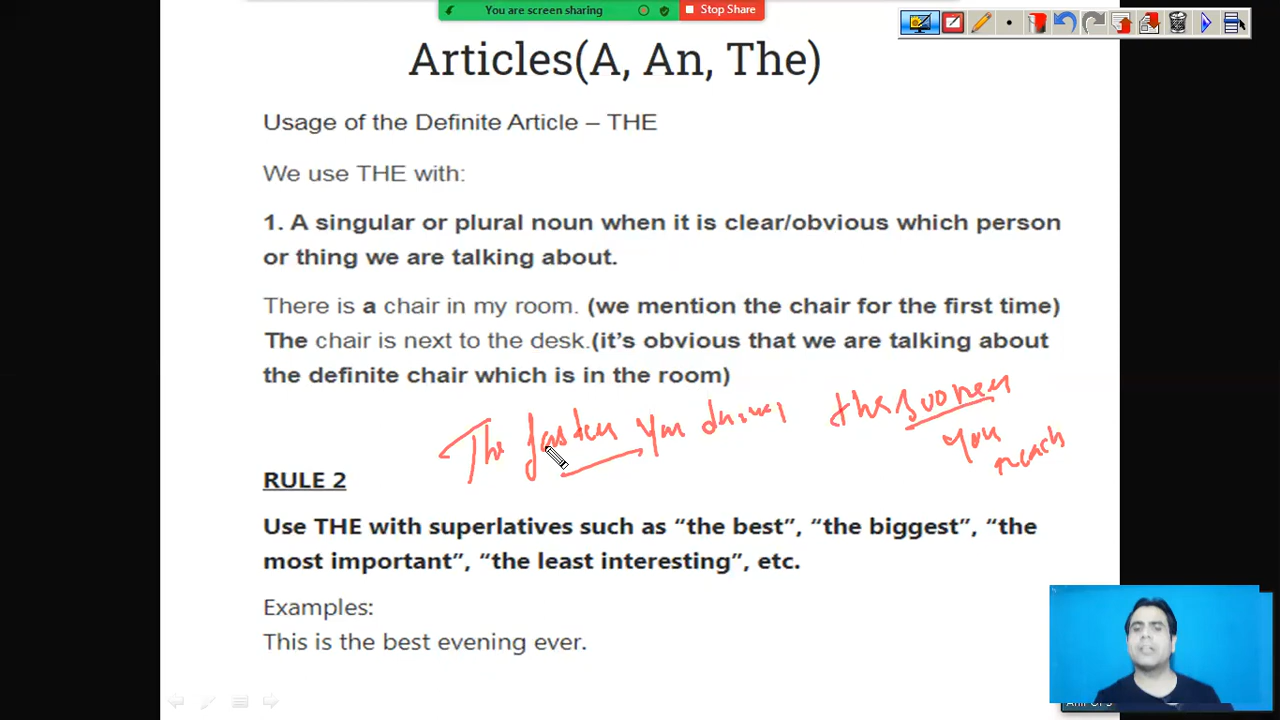 You are screen sharing
Stop Share
Articles(A, An, The)
Usage of the Definite Article – THE
We use THE with:
1. A singular or plural noun when it is clear/obvious which person
or thing we are talking about.
There is a chair in my room. (we mention the chair for the first time)
The chair is next to the desk.(it's obvious that we are talking about
the definite chair which is in the room)
The faster you drive, the sooner
you
reach
RULE 2
Use THE with superlatives such as “the best”, “the biggest”, “the
most important”, “the least interesting”, etc.
Examples:
This is the best evening ever.